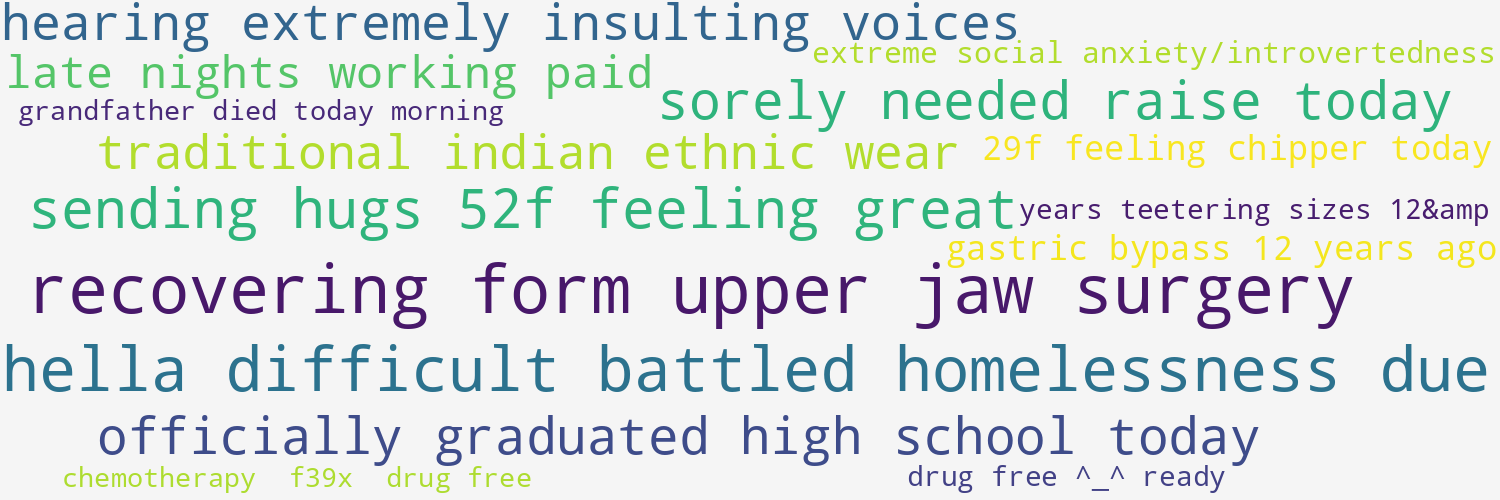 hearing extremely insulting voices
extreme social anxiety/introvertedness
late nights working paid
sorely needed raise today
grandfather died today morning
traditional indian ethnic wear
29f feeling chipper today
sending hugs 52f feeling great
years teetering sizes 12&amp
gastric bypass 12 years ago
recovering form upper jaw surgery
hella difficult battled homelessness due
officially graduated high school today
chemotherapy f39x drug free
drug free ^_^ ready